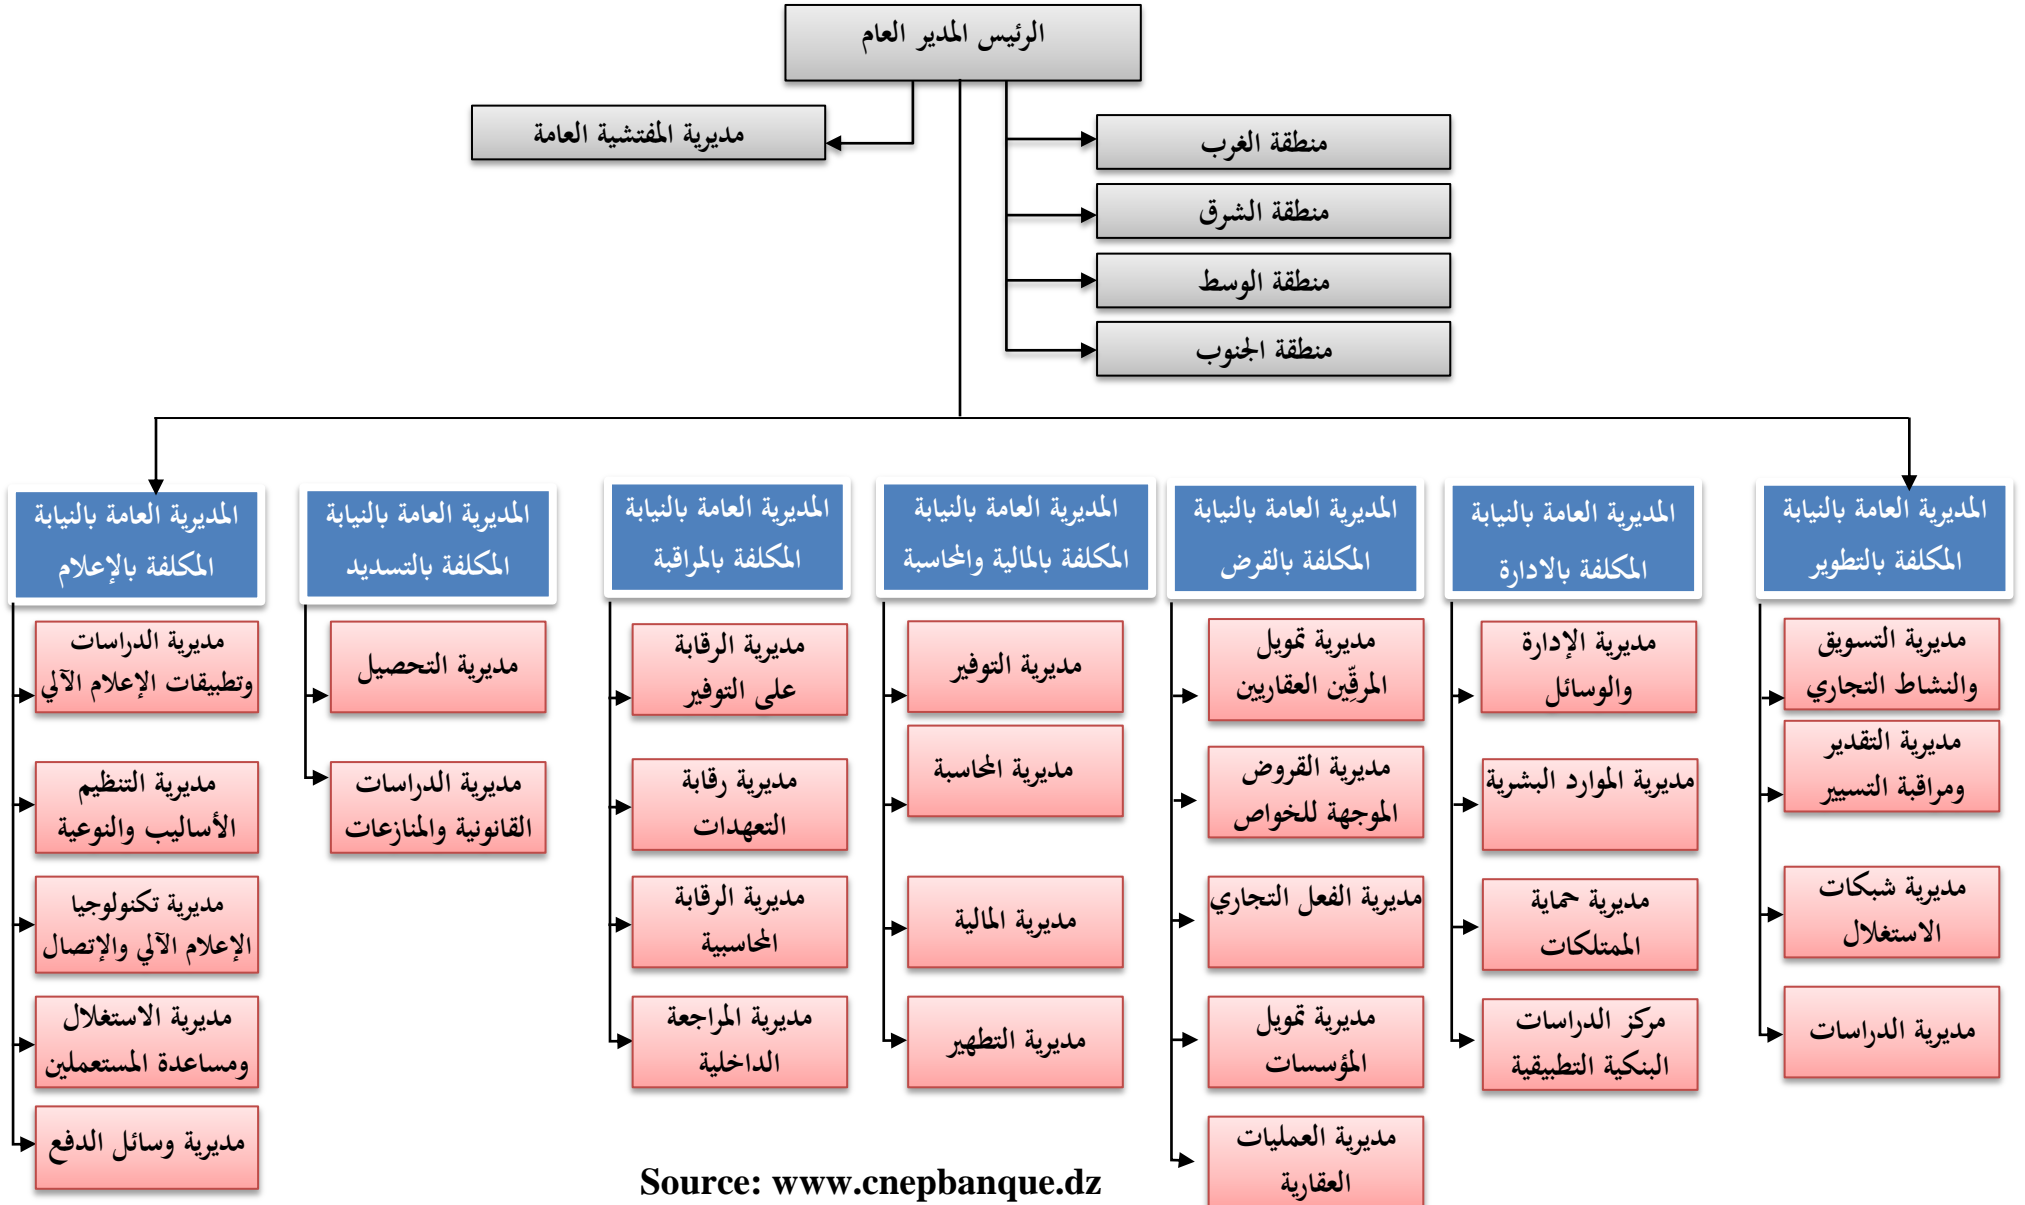 الرئيس المدير العام
مديرية المفتشية العامة
منطقة الغرب
منطقة الشرق
منطقة الوسط
منطقة الجنوب
المديرية العامة بالنيابة
المكلفة بالتطوير
مديرية التسويق
والنشاط التجاري
مديرية التقدير
ومراقبة التسيير
مديرية شبكات
الاستغلال
مديرية الدراسات
المديرية العامة بالنيابة
المكلفة بالادارة
مديرية الإدارة
والوسائل
مديرية الموارد البشرية
مديرية حماية
الممتلكات
مركز الدراسات
البنكية التطبيقية
المديرية العامة بالنيابة
المكلفة بالقرض
مديرية تمويل
المرقِّين العقاريين
مديرية القروض
الموجهة للخواص
مديرية الفعل التجاري
مديرية تمويل
المؤسسات
مديرية العمليات
العقارية
المديرية العامة بالنيابة
المكلفة بالمالية والمحاسبة
مديرية التوفير
مديرية المحاسبة
مديرية المالية
مديرية التطهير
المديرية العامة بالنيابة
المكلفة بالمراقبة
مديرية الرقابة
على التوفير
مديرية رقابة
التعهدات
مديرية الرقابة
المحاسبية
مديرية المراجعة
الداخلية
المديرية العامة بالنيابة
المكلفة بالتسديد
مديرية التحصيل
مديرية الدراسات
القانونية والمنازعات
المديرية العامة بالنيابة
المكلفة بالإعلام
مديرية الدراسات
وتطبيقات الإعلام الآلي
مديرية التنظيم
الأساليب والنوعية
مديرية تكنولوجيا
الإعلام الآلي والإتصال
مديرية الاستغلال
ومساعدة المستعملين
مديرية وسائل الدفع
Source: www.cnepbanque.dz